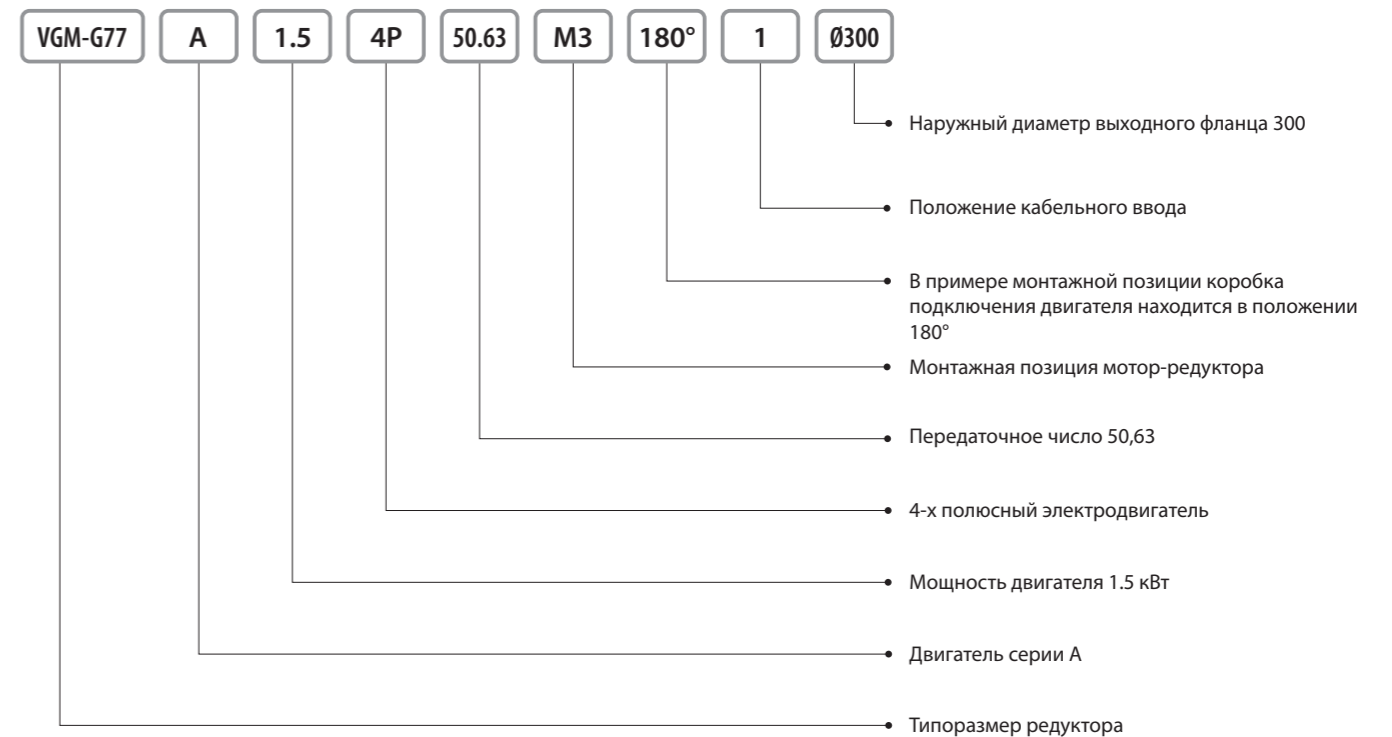 VGM-G77 A 1.5 4P 50.63 M3 180° 1 Ø300
Наружный диаметр выходного фланца 300
Положение кабельного ввода
В примере монтажной позиции коробка
подключения двигателя находится в положении
180°
Монтажная позиция мотор-редуктора
Передаточное число 50,63
4-х полюсный электродвигатель
Мощность двигателя 1.5 кВт
Двигатель серии А
Типоразмер редуктора